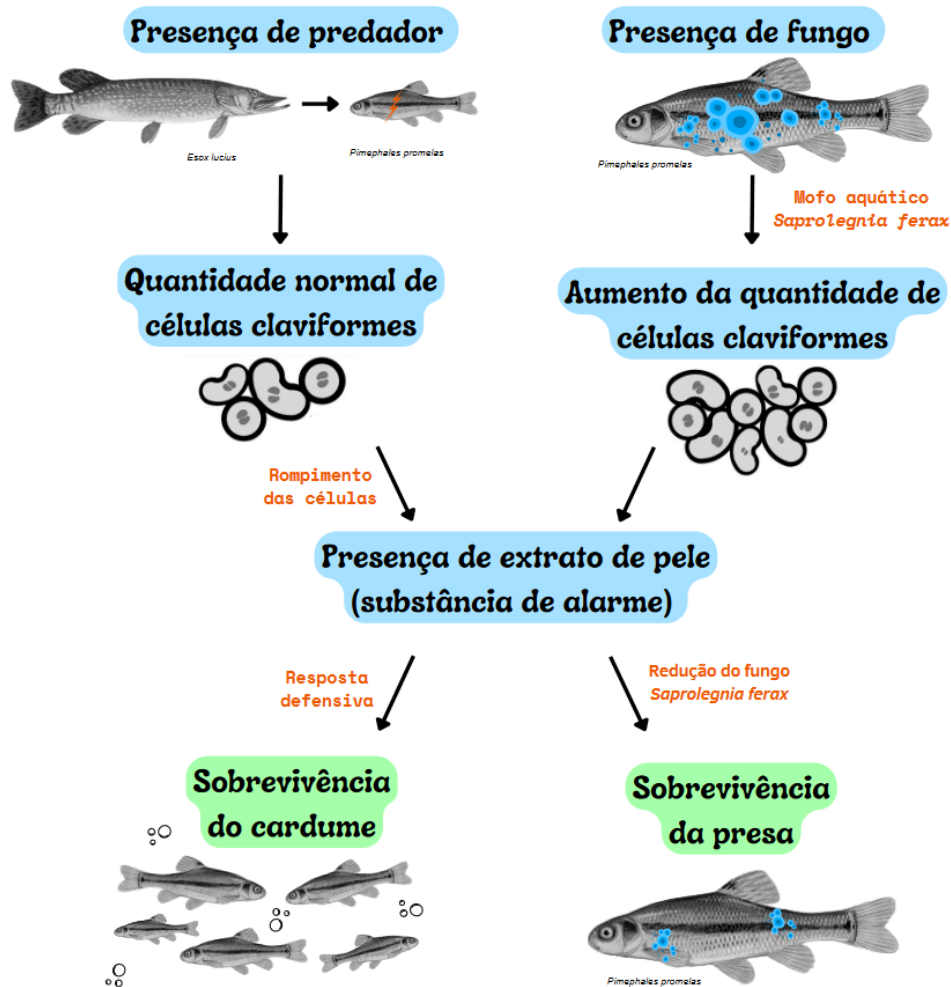 Presença de predador
Presença de fungo
Esox lucius
Pimephales promelas
Pimephales promelas
Mofo aquático
Saprolegnia ferax
Quantidade normal de
células claviformes
Aumento da quantidade de
células claviformes
Rompimento
das células
Presença de extrato de pele
(substância de alarme)
Resposta
defensiva
Redução do fungo
Saprolegnia ferax
Sobrevivência
do cardume
Sobrevivência
da presa
Pimephales promelas